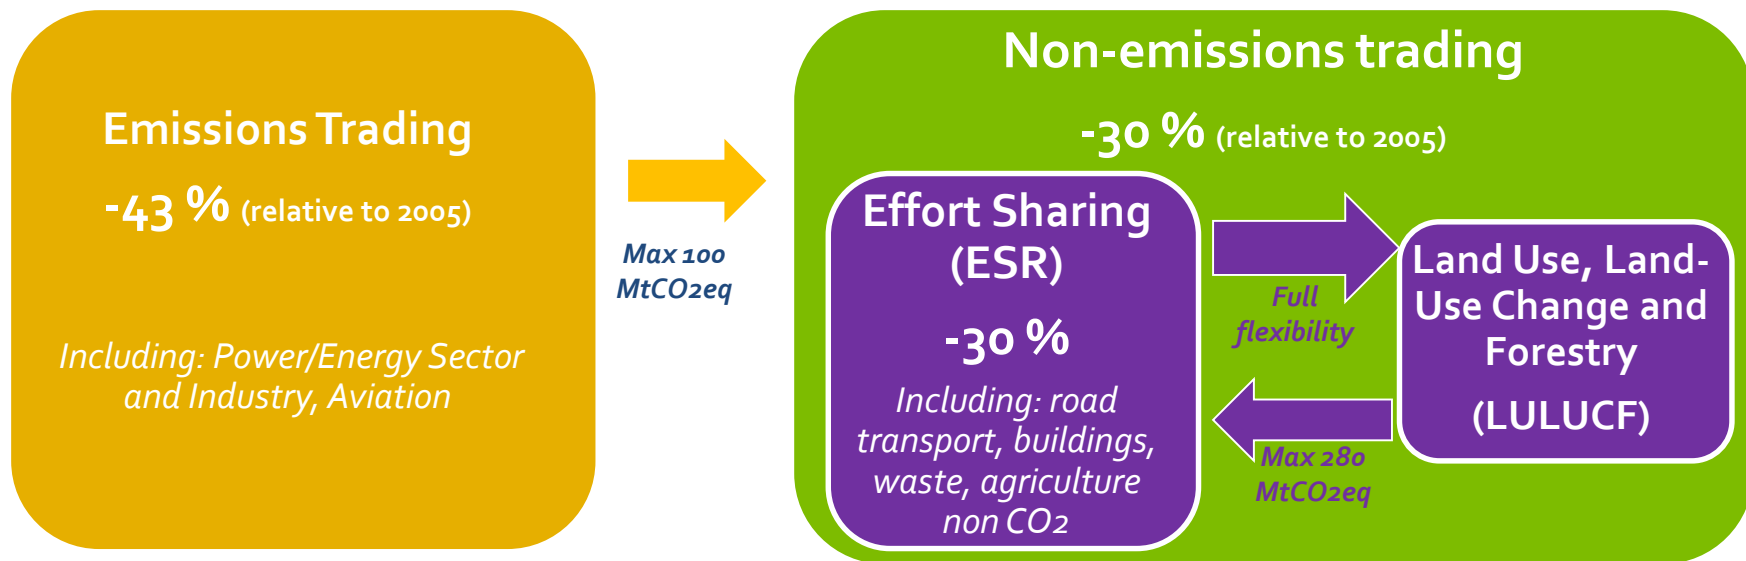 Emissions Trading
-43 % (relative to 2005)
Including: Power/Energy Sector
and Industry, Aviation
Max 100
MtCO2eq
Non-emissions trading
-30 % (relative to 2005)
Effort Sharing
(ESR)
-30 %
Including: road
transport, buildings,
waste, agriculture
non CO2
Full
flexibility
Max 280
MtCO2eq
Land Use, Land-
Use Change and
Forestry
(LULUCF)